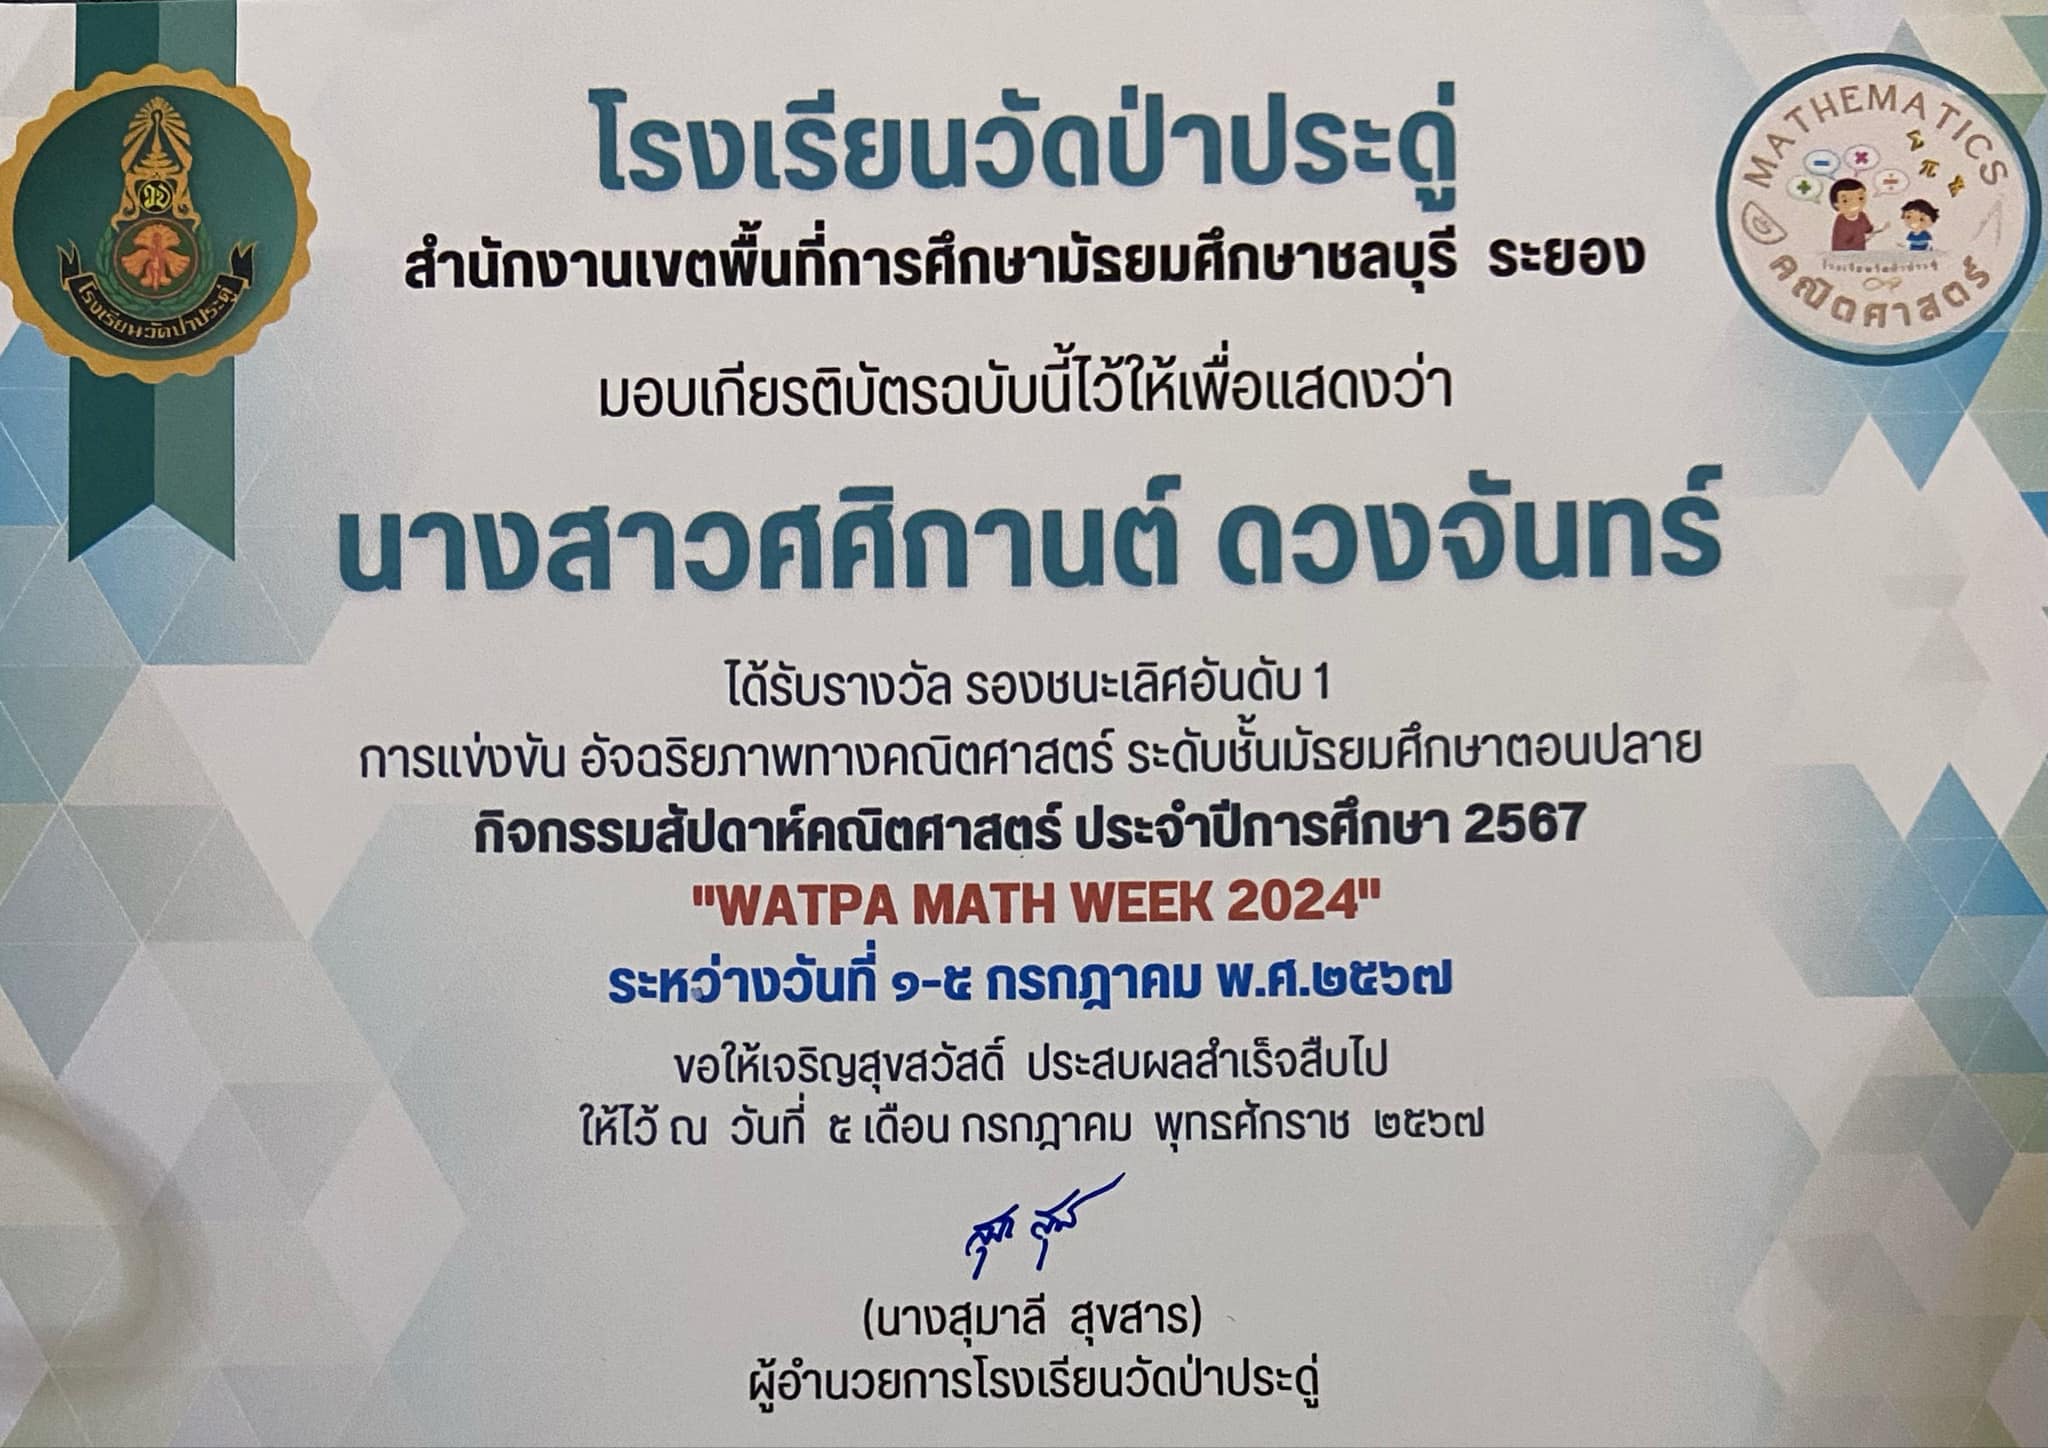 โรงเรียนวัดป่าประดู่
สำนักงานเขตพื้นที่การศึกษามัธยมศึกษาชลบุรี ระยอง
โรงเรียนวัดป่าประดู่
MATHEMATICS
คณิตศาสตร์
มอบเกียรติบัตรฉบับนี้ไว้ให้เพื่อแสดงว่า
นางสาวศศิกานต์ ดวงจันทร์
ได้รับรางวัล รองชนะเลิศอันดับ 1
การแข่งขัน อัจฉริยภาพทางคณิตศาสตร์ ระดับชั้นมัธยมศึกษาตอนปลาย
กิจกรรมสัปดาห์คณิตศาสตร์ ประจำปีการศึกษา 2567
"WATPA MATH WEEK 2024"
ระหว่างวันที่ ๑-๕ กรกฎาคม พ.ศ.๒๕๖๗
ขอให้เจริญสุขสวัสดิ์ ประสบผลสำเร็จสืบไป
ให้ไว้ ณ วันที่ ๕ เดือน กรกฎาคม พุทธศักราช ๒๕๖๗
(นางสุมาลี สุขสาร)
ผู้อำนวยการโรงเรียนวัดป่าประดู่